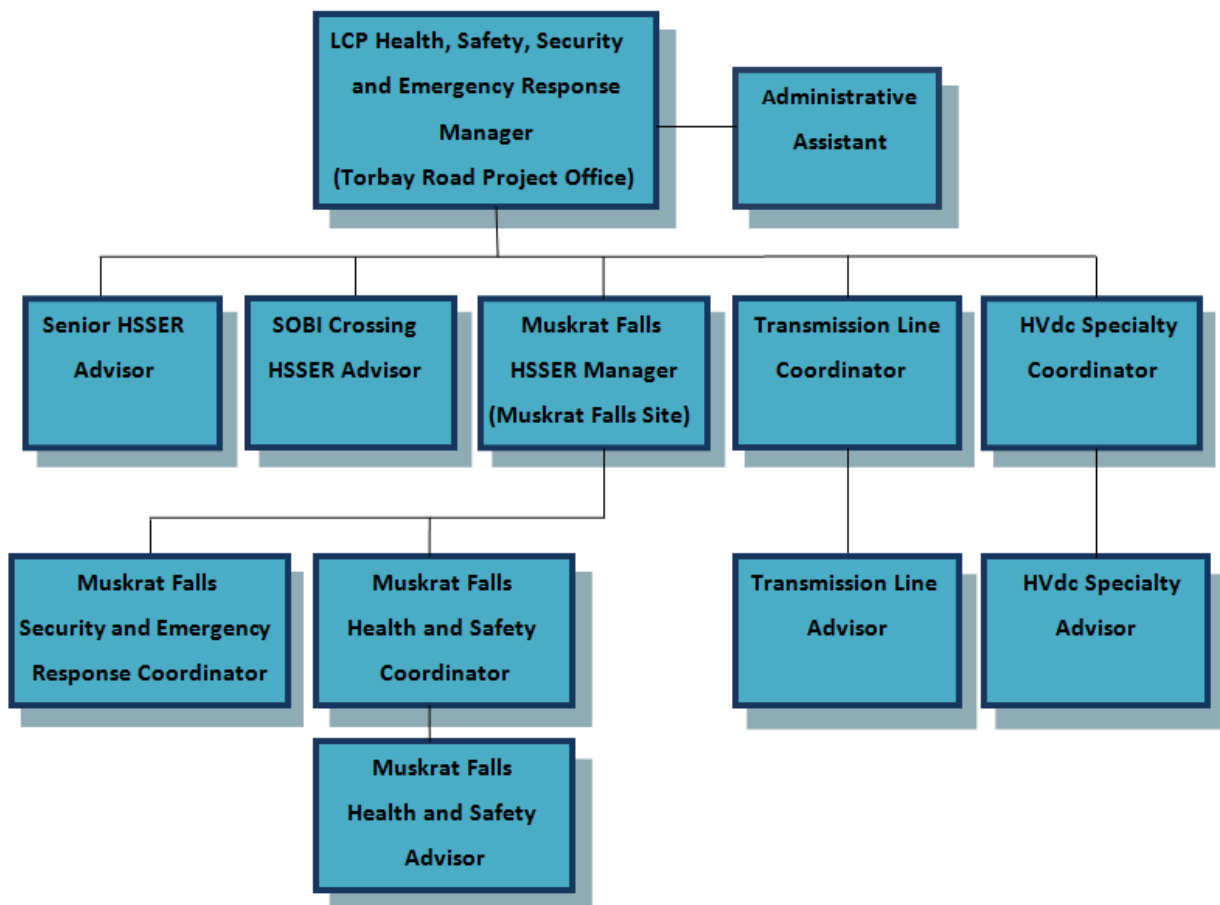 LCP Health, Safety, Security
and Emergency Response
Manager
(Torbay Road Project Office)
Administrative
Assistant
Senior HSSER
Advisor
SOBI Crossing
HSSER Advisor
Muskrat Falls
HSSER Manager
(Muskrat Falls Site)
Transmission Line
Coordinator
HVdc Specialty
Coordinator
Muskrat Falls
Security and Emergency
Response Coordinator
Muskrat Falls
Health and Safety
Coordinator
Transmission Line
Advisor
HVdc Specialty
Advisor
Muskrat Falls
Health and Safety
Advisor